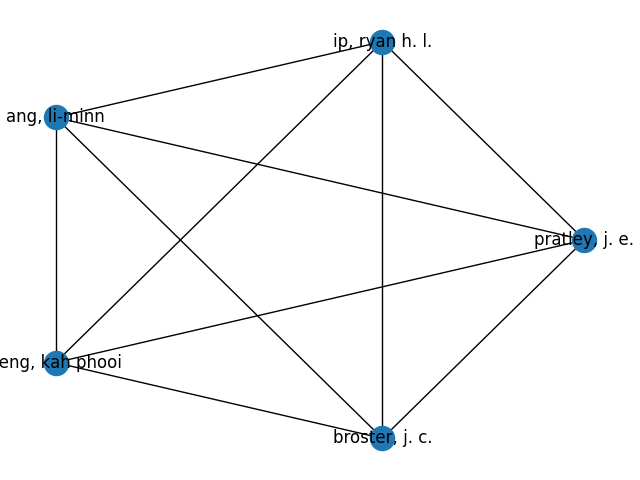 ip, ryan h. l.
ang, li-minn
pratley, j. e.
eng, kah phooi
broster, j. c.